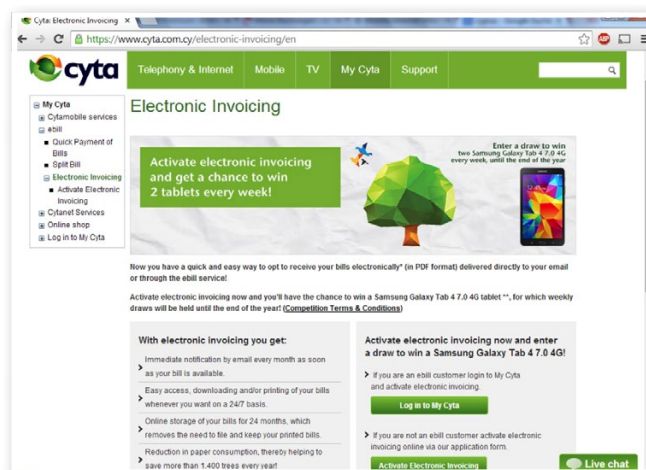 Cyta: Electronic Invoicing
https://www.cyta.com.cy/electronic-invoicing/en
ABP
cyta
Telephony & Internet
Mobile
TV
My Cyta
Support
My Cyta
Cytamobile services
ebill
Quick Payment of
Bills
Split Bill
Electronic Invoicing
Activate Electronic
Invoicing
Cytanet Services
Online shop
Log in to My Cyta
Electronic Invoicing
Activate electronic invoicing
and get a chance to win
2 tablets every week!
Enter a draw to win
two Samsung Galaxy Tab 4 7.0 4G
every week, until the end of the year
Now you have a quick and easy way to opt to receive your bills electronically* (in PDF format) delivered directly to your email
or through the ebill service!
Activate electronic invoicing now and you'll have the chance to win a Samsung Galaxy Tab 4 7.0 4G tablet **, for which weekly
draws will be held until the end of the year! (Competition Terms & Conditions)
With electronic invoicing you get:
Immediate notification by email every month as soon
as your bill is available.
Easy access, downloading and/or printing of your bills
whenever you want on a 24/7 basis.
Online storage of your bills for 24 months, which
removes the need to file and keep your printed bills.
Reduction in paper consumption, thereby helping to
save more than 1.400 trees every year!
Activate electronic invoicing now and enter
a draw to win a Samsung Galaxy Tab 4 7.0 4G!
If you are an ebill customer login to My Cyta
and activate electronic invoicing.
Log in to My Cyta
If you are not an ebill customer activate electronic
invoicing online via our application form.
Activate Electronic Invoicing
Live chat